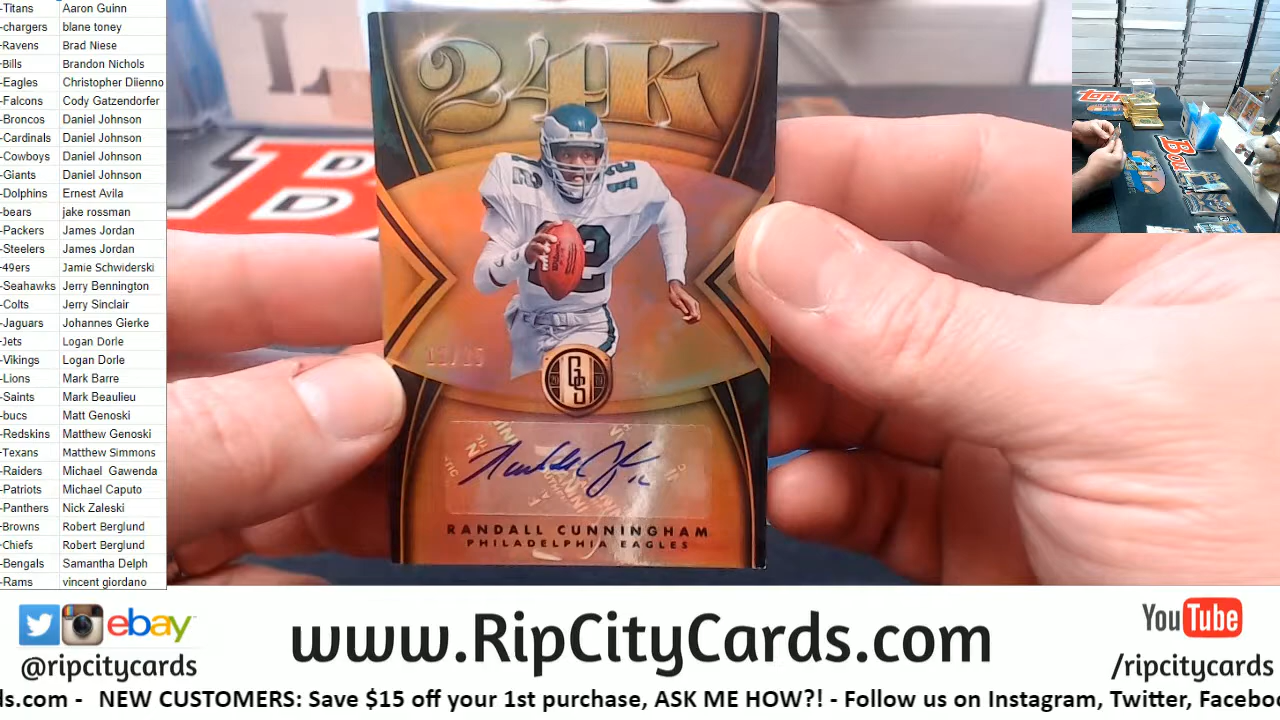 -Titans Aaron Guinn
-chargers blane toney
-Ravens Brad Niese
-Bills Brandon Nichols
-Eagles Christopher Diienno
-Falcons Cody Gatzendorfer
-Broncos Daniel Johnson
-Cardinals Daniel Johnson
-Cowboys Daniel Johnson
-Giants Daniel Johnson
-Dolphins Ernest Avila
-bears jake rossman
-Packers James Jordan
-Steelers James Jordan
-49ers Jamie Schwiderski
-Seahawks Jerry Bennington
-Colts Jerry Sinclair
-Jaguars Johannes Gierke
-Jets Logan Dorle
-Vikings Logan Dorle
-Lions Mark Barre
-Saints Mark Beaulieu
-bucs Matt Genoski
-Redskins Matthew Genoski
-Texans Matthew Simmons
-Raiders Michael Gawenda
-Patriots Michael Caputo
-Panthers Nick Zaleski
-Browns Robert Berglund
-Chiefs Robert Berglund
-Bengals Samantha Delph
-Rams vincent giordano
24K
12 12
12
GS
RANDALL CUNNINGHAM
PHILADELPHIA EAGLES
B
TOPPS
ebay
@ripcitycards
www.RipCityCards.com
YouTube
/ripcitycards
ds.com - NEW CUSTOMERS: Save $15 off your 1st purchase, ASK ME HOW?! - Follow us on Instagram, Twitter, Facebo